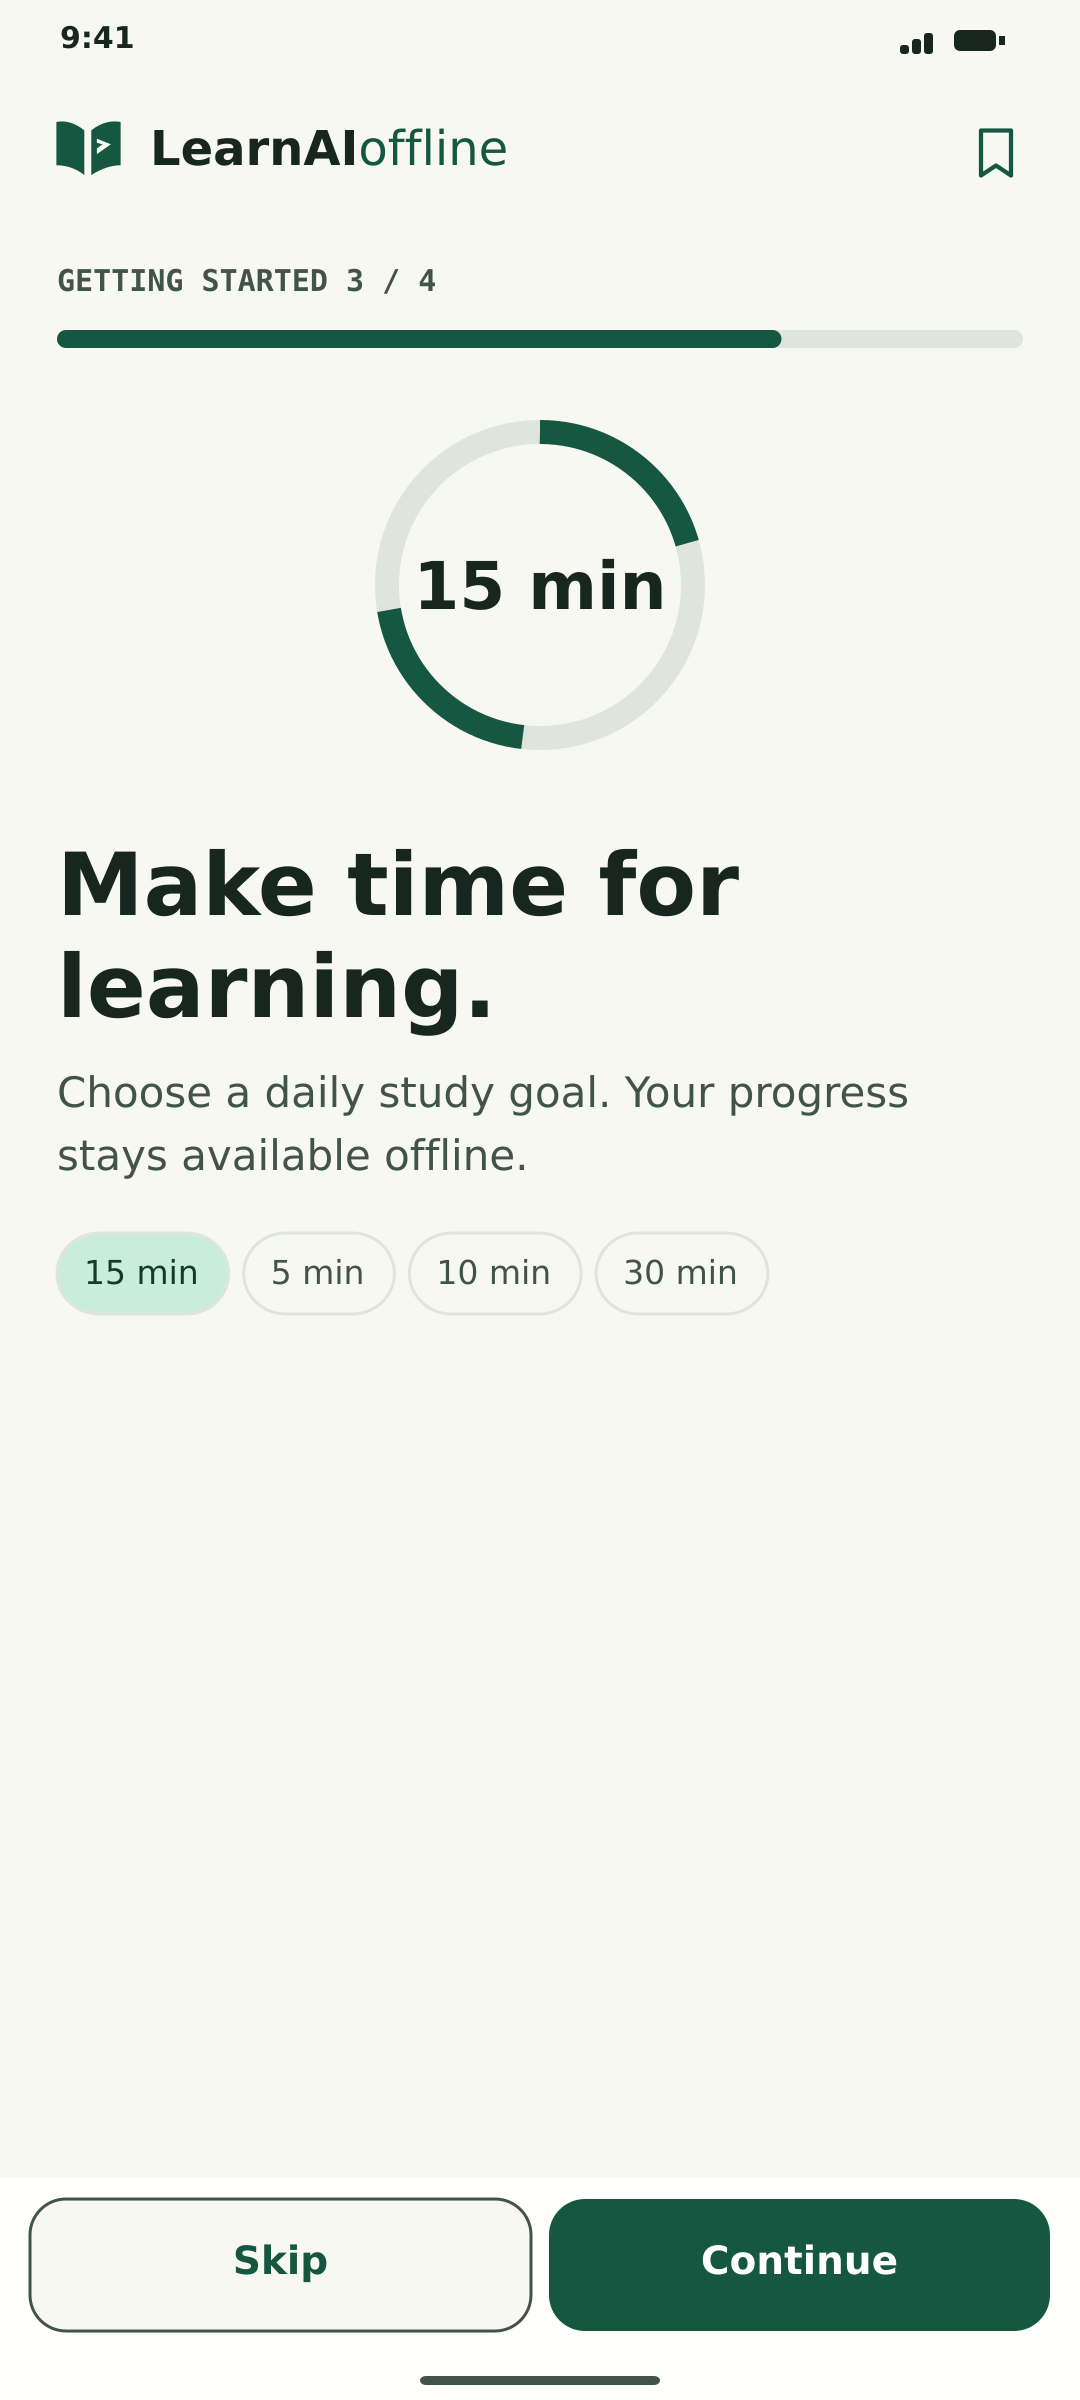 9:41
LearnAIoffline
GETTING STARTED 3 / 4
15 min
Make time for
learning.
Choose a daily study goal. Your progress
stays available offline.
15 min 5 min 10 min 30 min
Skip Continue